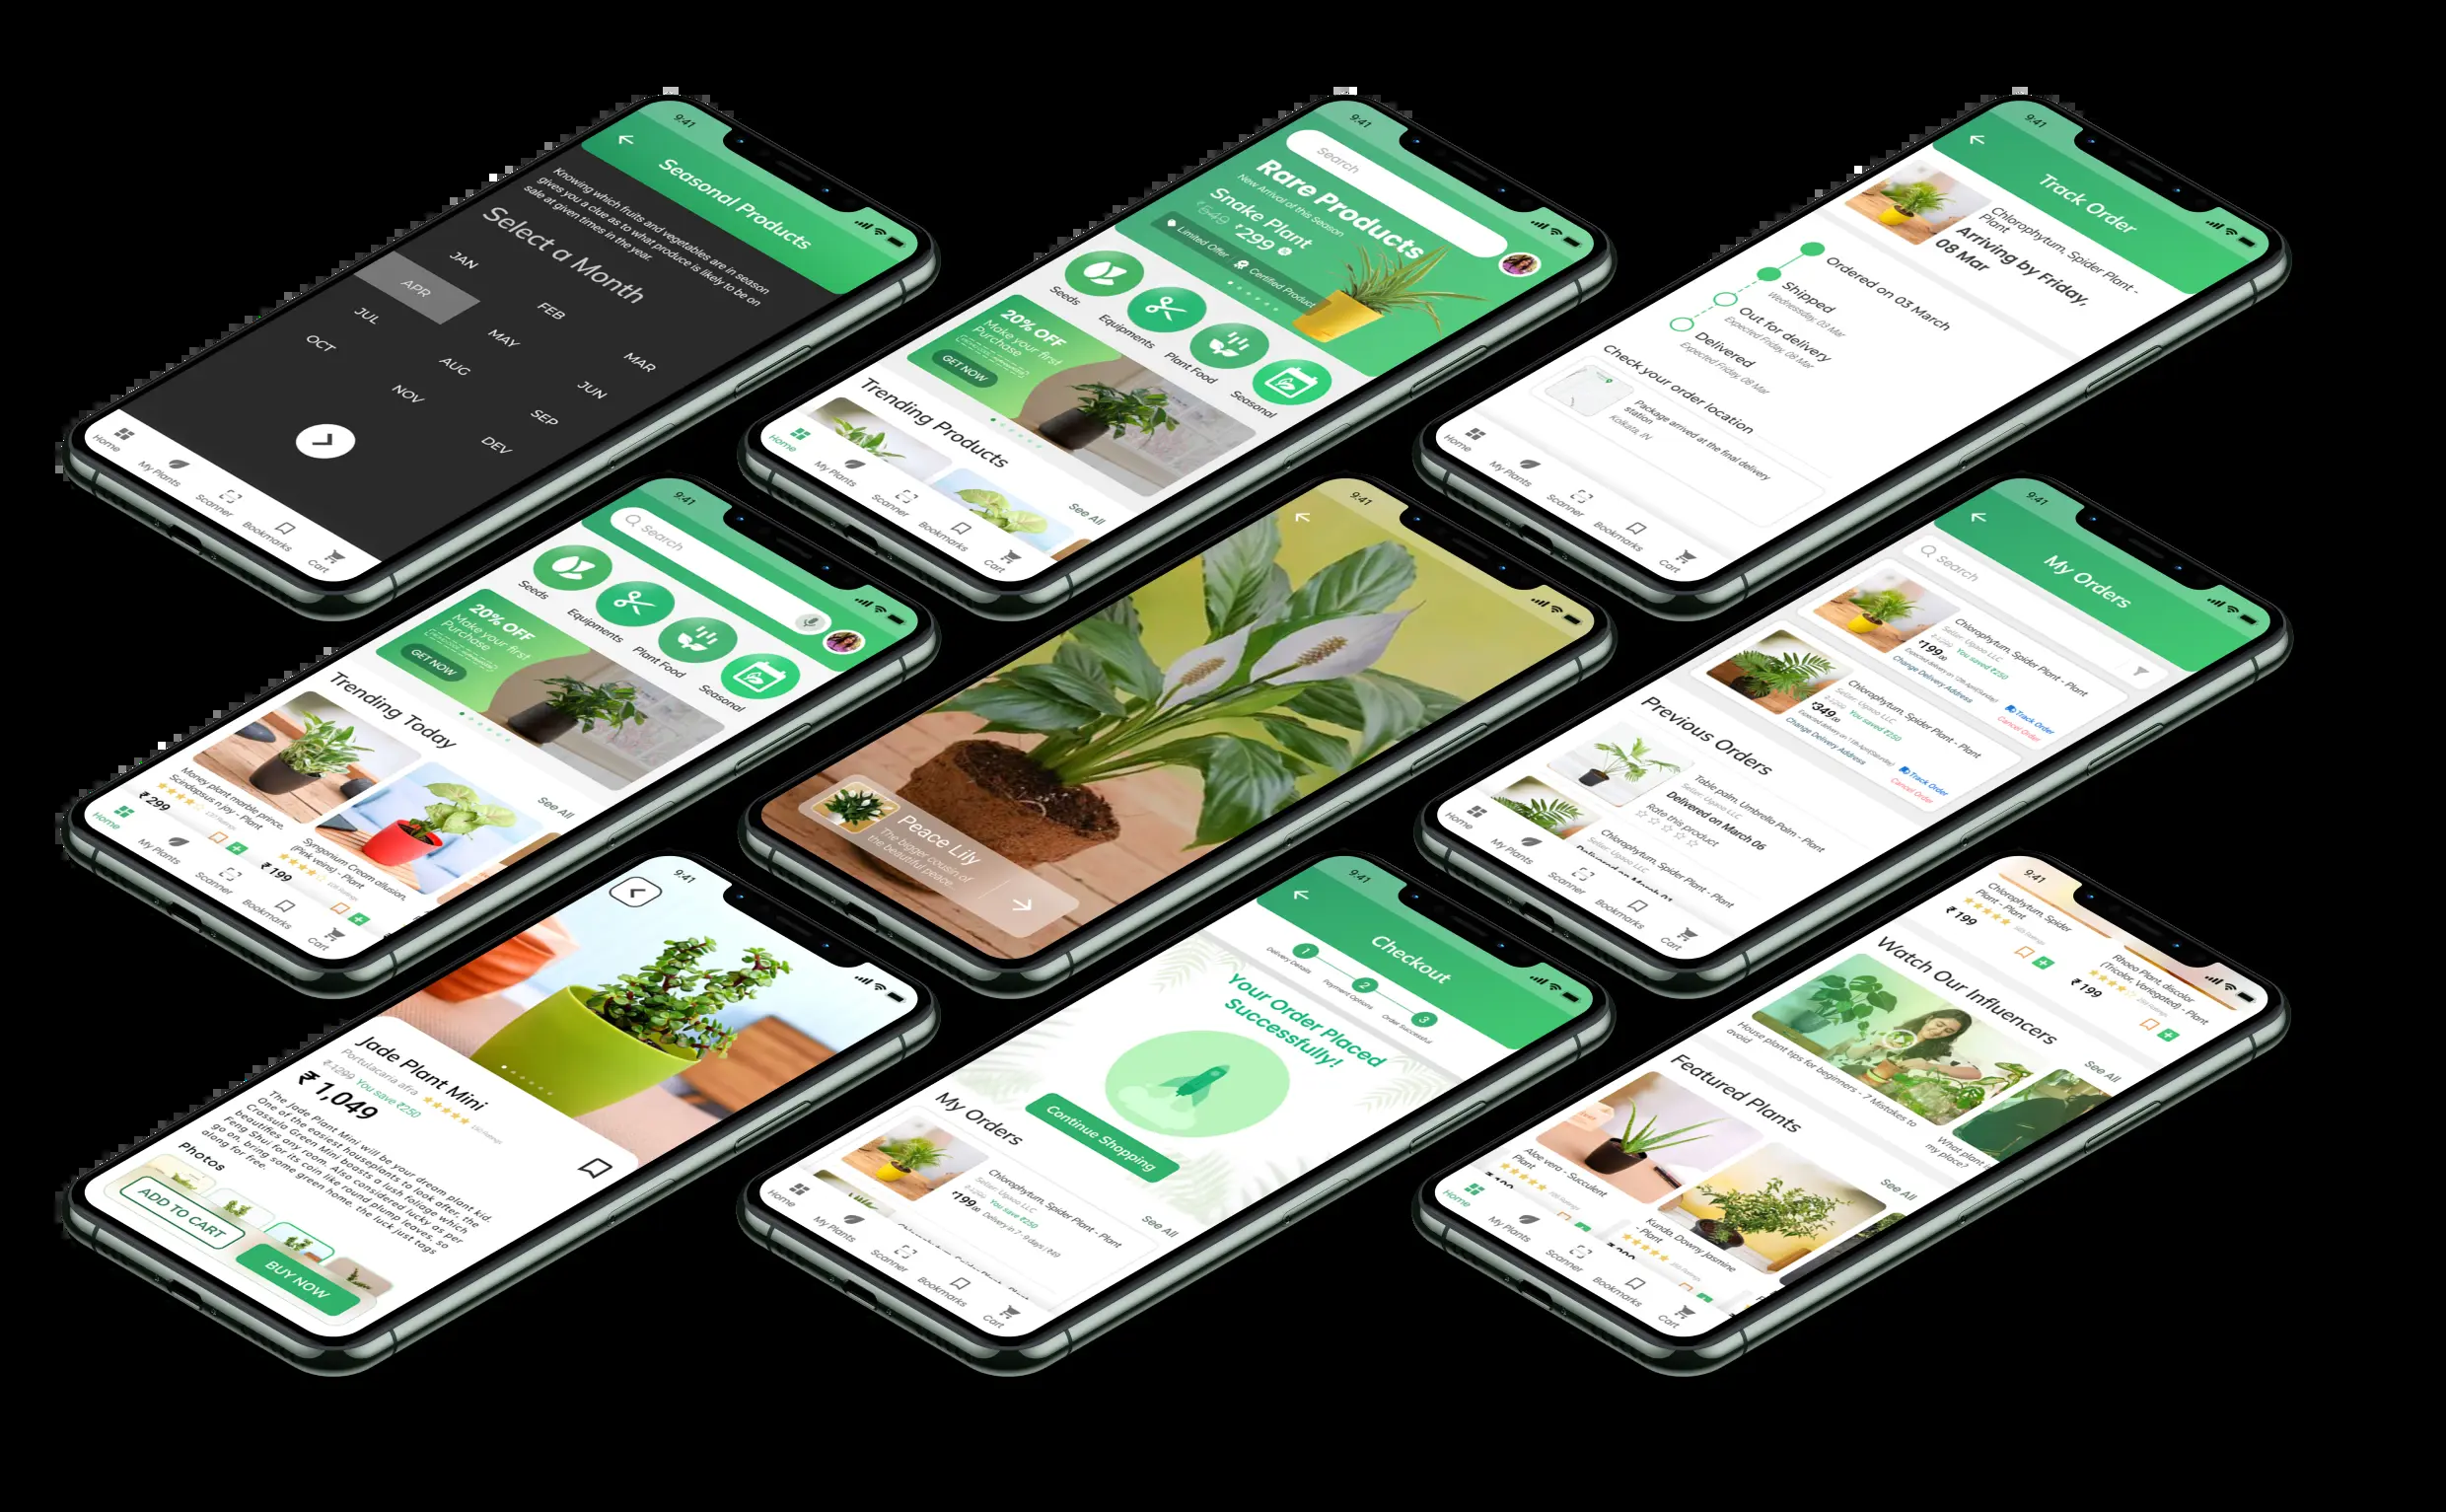 9:41
Seasonal Products
Knowing which fruits and vegetables are in season
gives you a clue as to what produce is likely to be on
sale at given times in the year.
Select a Month
JAN
FEB
MAR
APR
MAY
JUN
JUL
AUG
SEP
OCT
NOV
DEV
Home
My Plants
Scanner
Bookmarks
Cart
9:41
Search
Rare Products
New Arrival of this Season
Snake Plant
₹549
₹299
Limited Offer
Certified Product
Seeds
Equipments
Plant Food
Seasonal
20% OFF
Make your first
Purchase
GET NOW
Trending Products
See All
Home
My Plants
Scanner
Bookmarks
Cart
9:41
Track Order
Chlorophytum, Spider Plant -
Plant
Arriving by Friday,
08 Mar
Ordered on 03 March
Shipped
Wednessday, 03 Mar
Out for delivery
Expected Friday, 08 Mar
Delivered
Expected Friday, 08 Mar
Check your order location
Package arrived at the final delivery
station
Kolkata, IN
Home
My Plants
Scanner
Bookmarks
Cart
9:41
Search
Seeds
Equipments
Plant Food
Seasonal
20% OFF
Make your first
Purchase
GET NOW
Trending Today
See All
Money plant marble prince,
Scindapsus n joy - Plant
₹299
Syngonium Cream allusion,
(Pink veins) - Plant
₹199
Home
My Plants
Scanner
Bookmarks
Cart
9:41
Peace Lily
The bigger cousin of
the beautiful peace.
9:41
My Orders
Search
Chlorophytum, Spider Plant - Plant
Seller: Ugaoo LLC
You saved ₹250
₹199.00
Change Delivery Address
Track Order
Cancel Order
Chlorophytum, Spider Plant - Plant
Seller: Ugaoo LLC
You saved ₹250
₹349.00
Change Delivery Address
Track Order
Cancel Order
Previous Orders
Table palm, Umbrella Palm - Plant
Seller: Ugaoo LLC
Delivered on March 06
Rate this product
Chlorophytum, Spider Plant - Plant
Seller: Ugaoo LLC
Home
My Plants
Scanner
Bookmarks
Cart
9:41
Jade Plant Mini
Portulacaria afra
₹1299 You save ₹250
₹1,049
The Jade Plant Mini will be your dream plant kid.
One of the easiest houseplants to look after, the
Crassula Green Mini boasts a lush foliage which
beautifies any room. Also considered lucky as per
Feng Shui for its coin like round plump leaves, so
go on, bring some green home, the luck just tags
along for free.
Photos
ADD TO CART
BUY NOW
9:41
Checkout
1
2
3
Delivery Details
Payment Options
Order Successful
Your Order Placed
Successfully!
Continue Shopping
My Orders
See All
Chlorophytum, Spider Plant - Plant
Seller: Ugaoo LLC
You save ₹250
₹199.00
Home
My Plants
Scanner
Bookmarks
Cart
9:41
Chlorophytum, Spider
Plant - Plant
₹199
Rhoeo Plant, discolor
(Tricolor, Variegated) - Plant
₹199
Watch Our Influencers
See All
House plant tips for beginners - 7 Mistakes to
avoid
What plant
my place?
Featured Plants
See All
Aloe vera - Succulent
Plant
Kunda, Downy Jasmine
- Plant
Home
My Plants
Scanner
Bookmarks
Cart